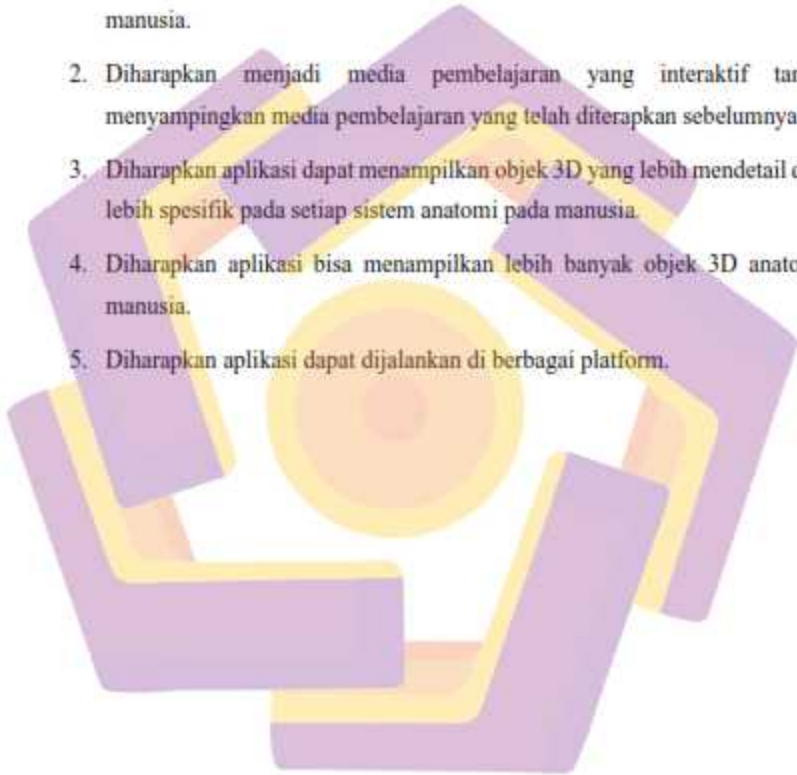 manusia.
2. Diharapkan menjadi media pembelajaran yang interaktif
menyampingkan media pembelajaran yang telah diterapkan sebelumnya
3. Diharapkan aplikasi dapat menampilkan objek 3D yang lebih mendetail
lebih spesifik pada setiap sistem anatomi pada manusia.
4. Diharapkan aplikasi bisa menampilkan lebih banyak objek 3D
manusia.
5. Diharapkan aplikasi dapat dijalankan di berbagai platform.